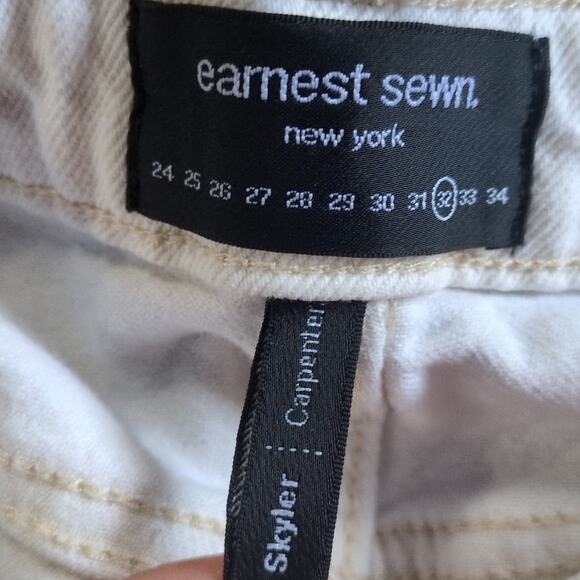 earnest sewn.
new york
24 25 26 27 28 29 30 31 32 33 34
Skyler ⋮ Carpenter